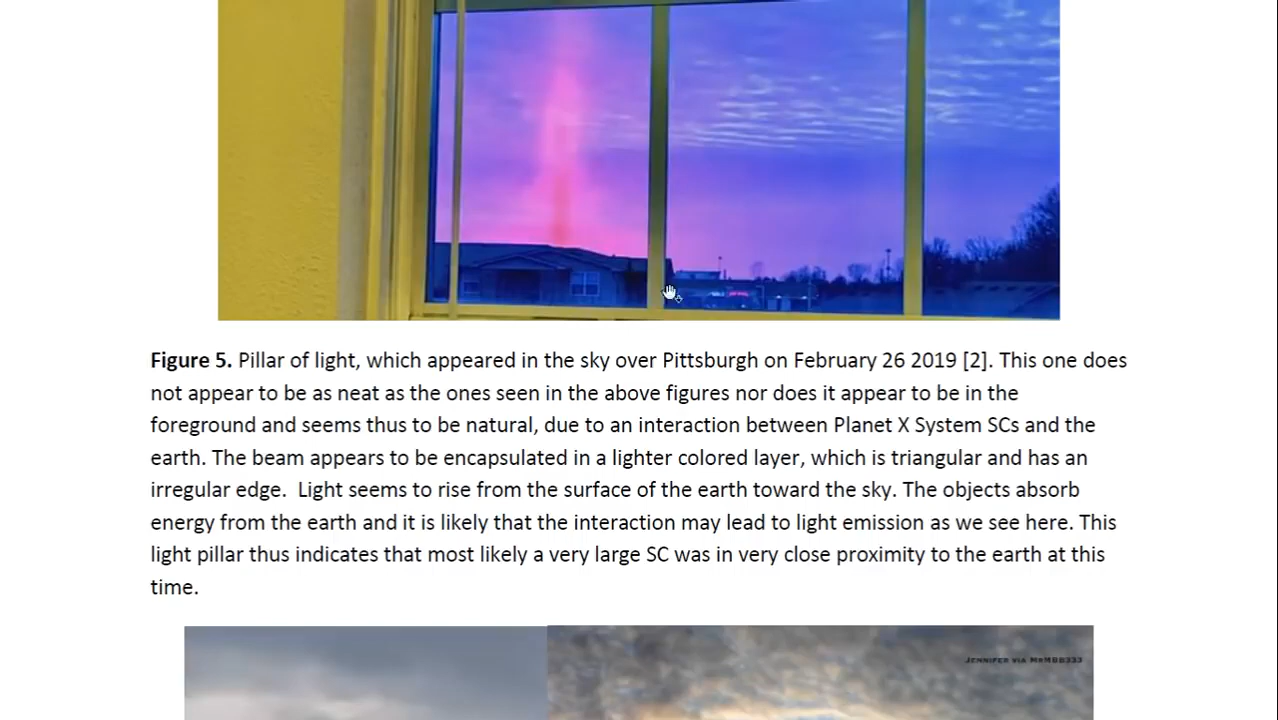 Figure 5. Pillar of light, which appeared in the sky over Pittsburgh on February 26 2019 [2]. This one does
not appear to be as neat as the ones seen in the above figures nor does it appear to be in the
foreground and seems thus to be natural, due to an interaction between Planet X System SCs and the
earth. The beam appears to be encapsulated in a lighter colored layer, which is triangular and has an
irregular edge.  Light seems to rise from the surface of the earth toward the sky. The objects absorb
energy from the earth and it is likely that the interaction may lead to light emission as we see here. This
light pillar thus indicates that most likely a very large SC was in very close proximity to the earth at this
time.
Jennifer via MrMBB333